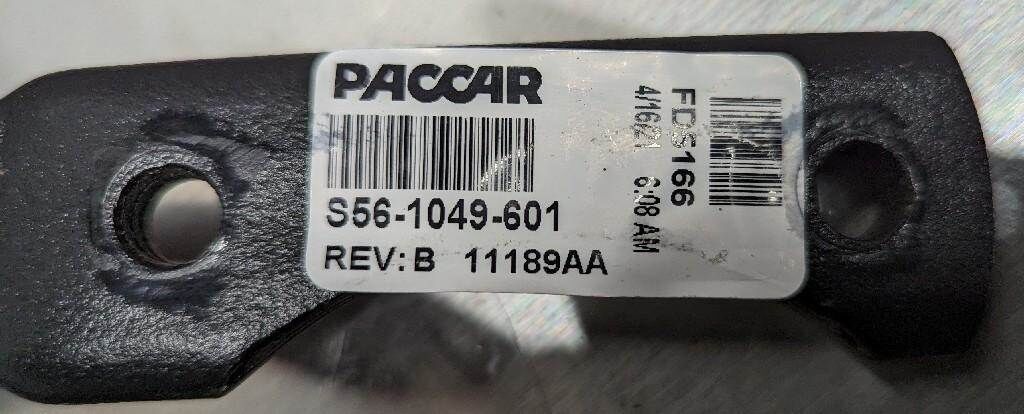 PACCAR
S56-1049-601
REV: B 11189AA
FDS166
4/16/21 6:08 AM